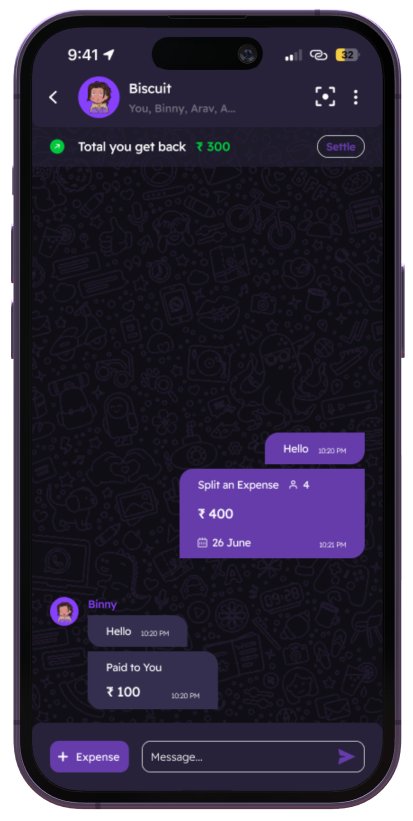 9:41
32
Biscuit
You, Binny, Arav, A...
Total you get back ₹ 300
Settle
Hello 10:20 PM
Split an Expense 4
₹ 400
26 June 10:21 PM
Binny
Hello 10:20 PM
Paid to You
₹ 100 10:20 PM
+ Expense
Message...